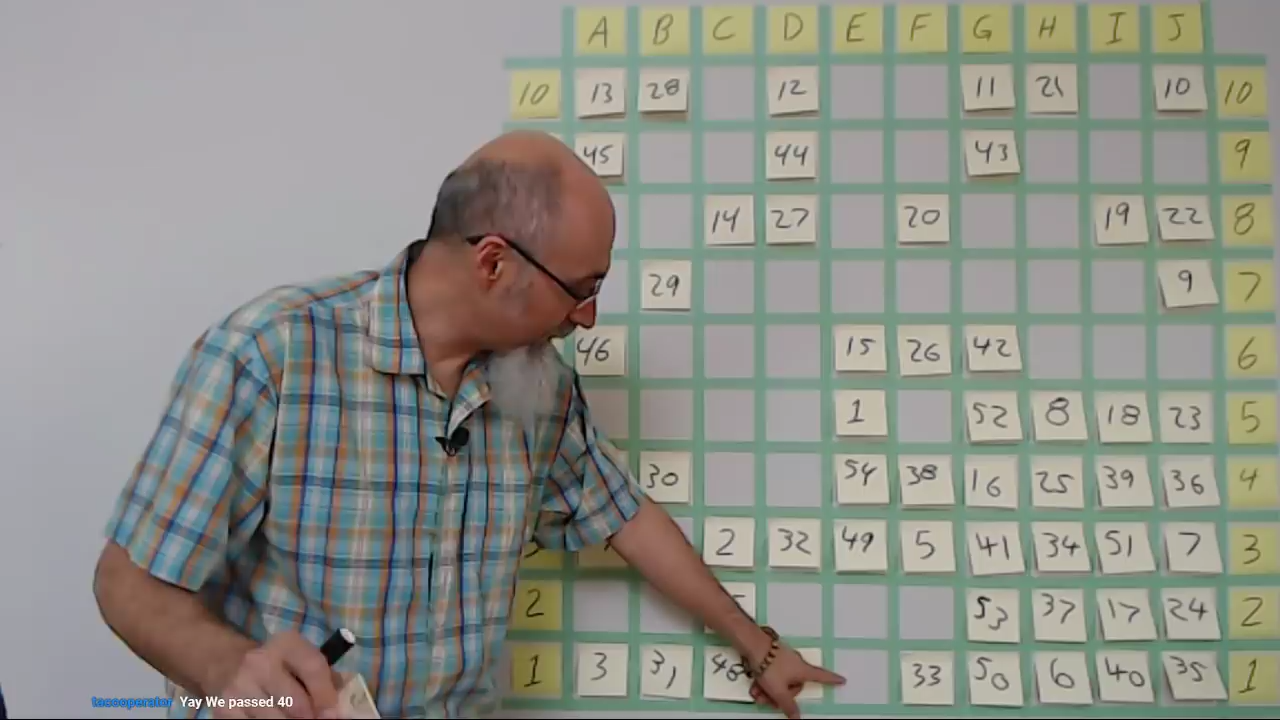 A B C D E F G H I J
10 13 28 12 11 21 10 10
45 44 43 9
14 27 20 19 22 8
29 9 7
46 15 26 42 6
1 52 8 18 23 5
30 54 38 16 25 39 36 4
2 32 49 5 41 34 51 7 3
2 53 37 17 24 2
1 3 31 48 33 50 6 40 35 1
tacooperator Yay We passed 40